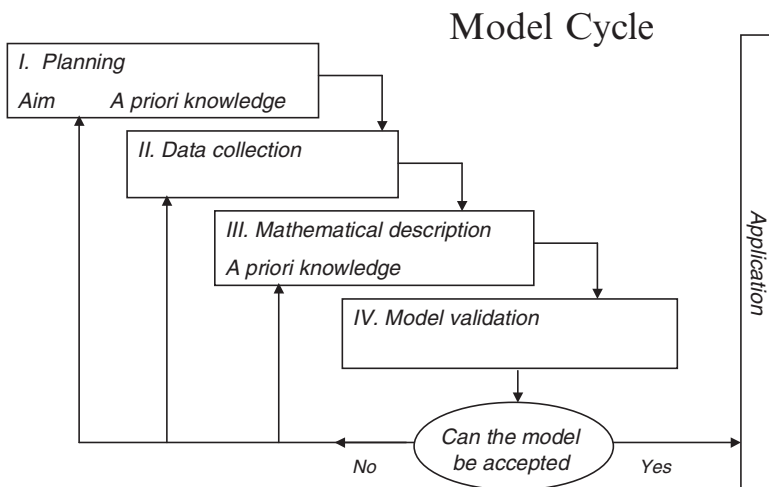 Model Cycle
I. Planning
Aim A priori knowledge
II. Data collection
III. Mathematical description
A priori knowledge
IV. Model validation
Application
Can the model
be accepted
No
Yes